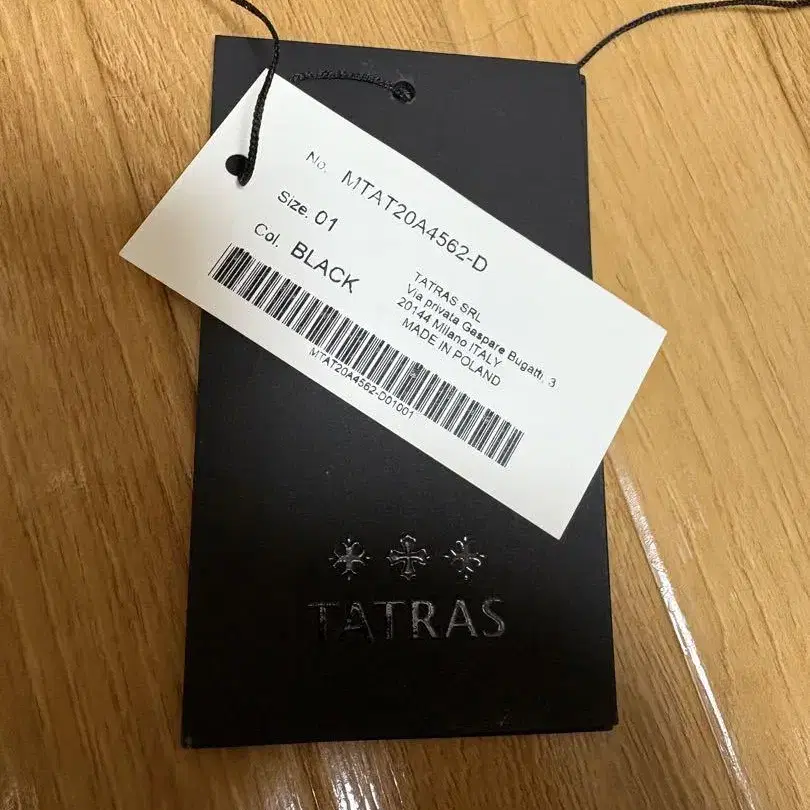 No. MTAT20A4562-D
Size. 01
Col. BLACK
TATRAS SRL
Via privata Gaspare Bugatti, 3
20144 Milano ITALY
MADE IN POLAND
MTAT20A4562-D01001
TATRAS